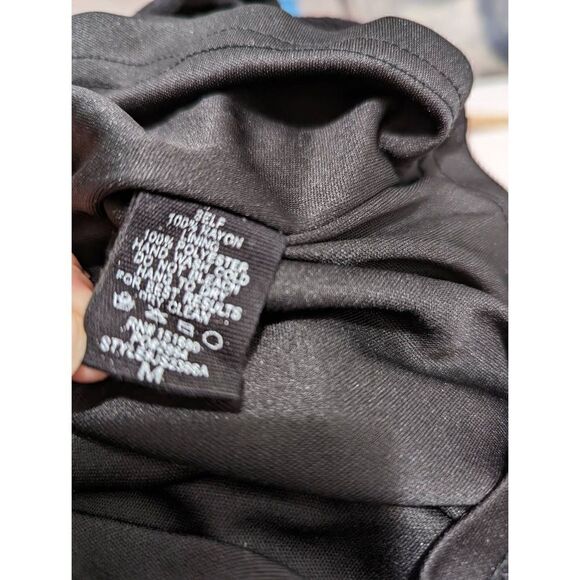 SELF
100% RAYON
LINING
100% POLYESTER
HAND WASH COLD
DO NOT BLEACH
HANG TO DRY
FOR BEST RESULTS
DRY CLEAN
M